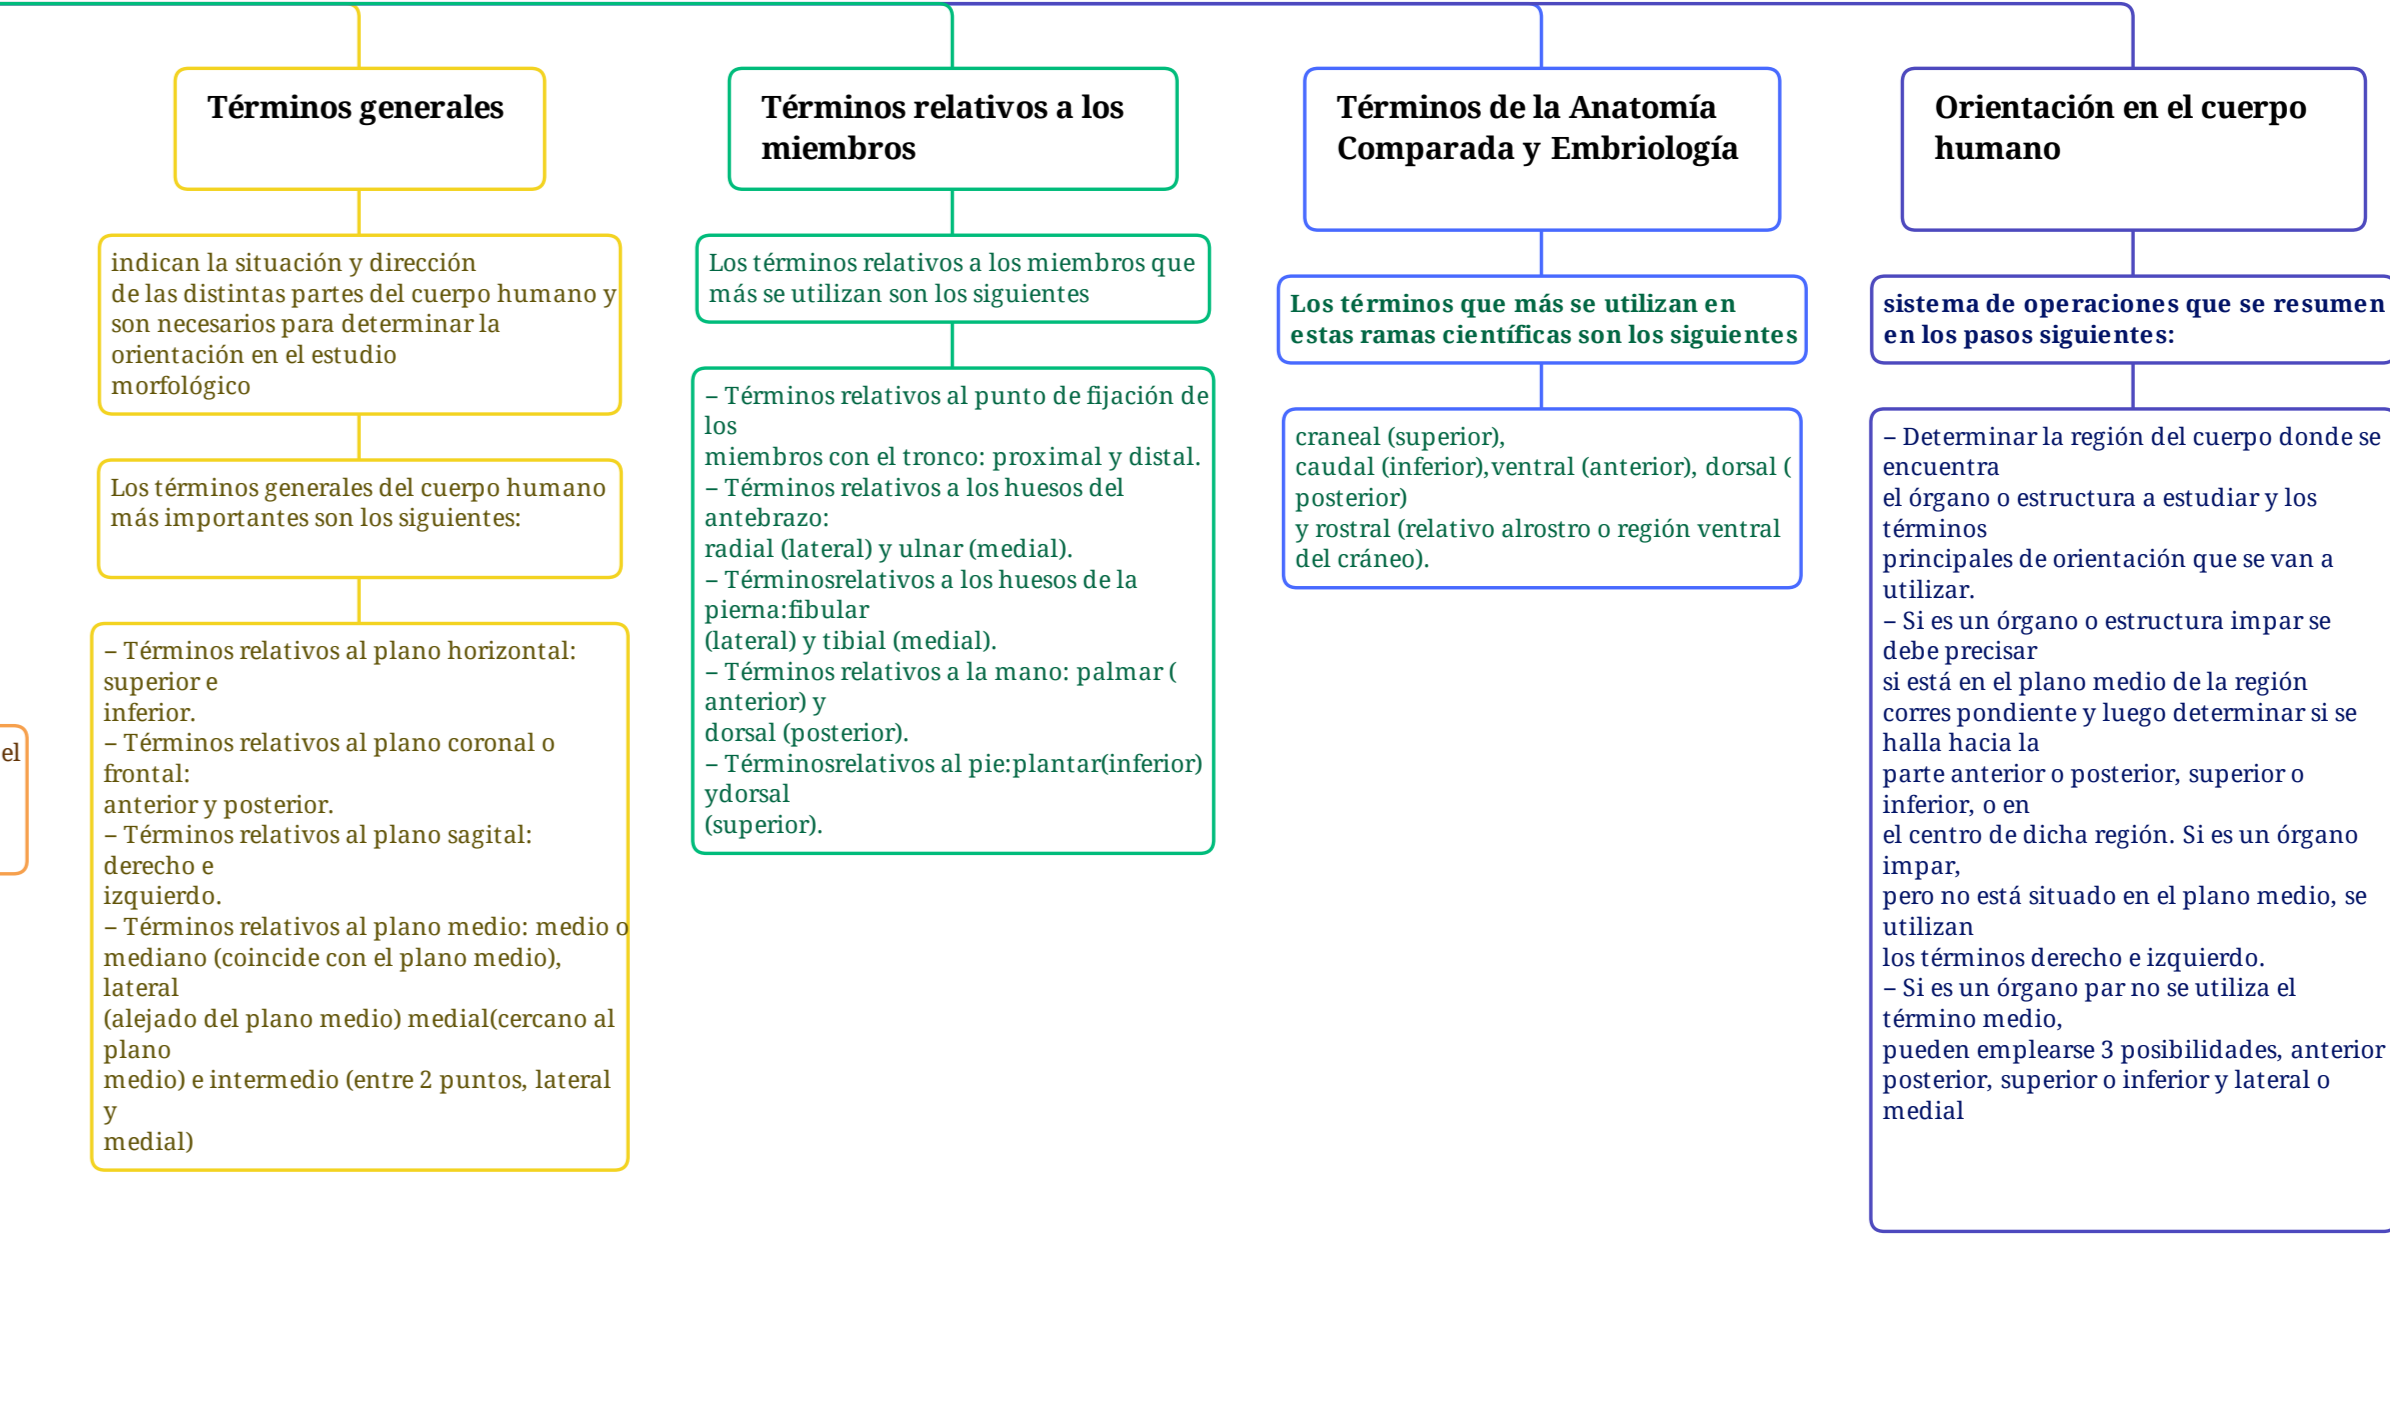 Términos generales
indican la situación y dirección
de las distintas partes del cuerpo humano y
son necesarios para determinar la
orientación en el estudio
morfológico
Los términos generales del cuerpo humano
más importantes son los siguientes:
– Términos relativos al plano horizontal:
superior e
inferior.
– Términos relativos al plano coronal o
frontal:
anterior y posterior.
– Términos relativos al plano sagital:
derecho e
izquierdo.
– Términos relativos al plano medio: medio o
mediano (coincide con el plano medio),
lateral
(alejado del plano medio) medial(cercano al
plano
medio) e intermedio (entre 2 puntos, lateral
y
medial)
el
Términos relativos a los
miembros
Los términos relativos a los miembros que
más se utilizan son los siguientes
– Términos relativos al punto de fijación de
los
miembros con el tronco: proximal y distal.
– Términos relativos a los huesos del
antebrazo:
radial (lateral) y ulnar (medial).
– Términosrelativos a los huesos de la
pierna:fibular
(lateral) y tibial (medial).
– Términos relativos a la mano: palmar (
anterior) y
dorsal (posterior).
– Términosrelativos al pie:plantar(inferior)
ydorsal
(superior).
Términos de la Anatomía
Comparada y Embriología
Los términos que más se utilizan en
estas ramas científicas son los siguientes
craneal (superior),
caudal (inferior),ventral (anterior), dorsal (
posterior)
y rostral (relativo alrostro o región ventral
del cráneo).
Orientación en el cuerpo
humano
sistema de operaciones que se resumen
en los pasos siguientes:
– Determinar la región del cuerpo donde se
encuentra
el órgano o estructura a estudiar y los
términos
principales de orientación que se van a
utilizar.
– Si es un órgano o estructura impar se
debe precisar
si está en el plano medio de la región
corres pondiente y luego determinar si se
halla hacia la
parte anterior o posterior, superior o
inferior, o en
el centro de dicha región. Si es un órgano
impar,
pero no está situado en el plano medio, se
utilizan
los términos derecho e izquierdo.
– Si es un órgano par no se utiliza el
término medio,
pueden emplearse 3 posibilidades, anterior
posterior, superior o inferior y lateral o
medial